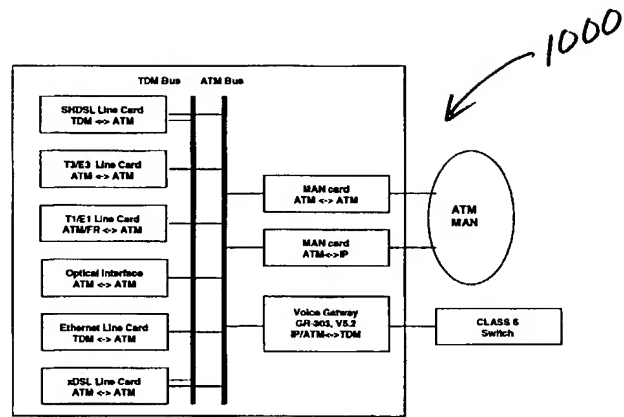 1000
TDM Bus ATM Bus
SHDSL Line Card
TDM <-> ATM
T3/E3 Line Card
ATM <-> ATM
T1/E1 Line Card
ATM/FR <-> ATM
Optical Interface
ATM <-> ATM
Ethernet Line Card
TDM <-> ATM
xDSL Line Card
ATM <-> ATM
MAN card
ATM <-> ATM
MAN card
ATM<->IP
Voice Gatway
GR-303, V5.2
IP/ATM<->TDM
ATM
MAN
CLASS 5
Switch